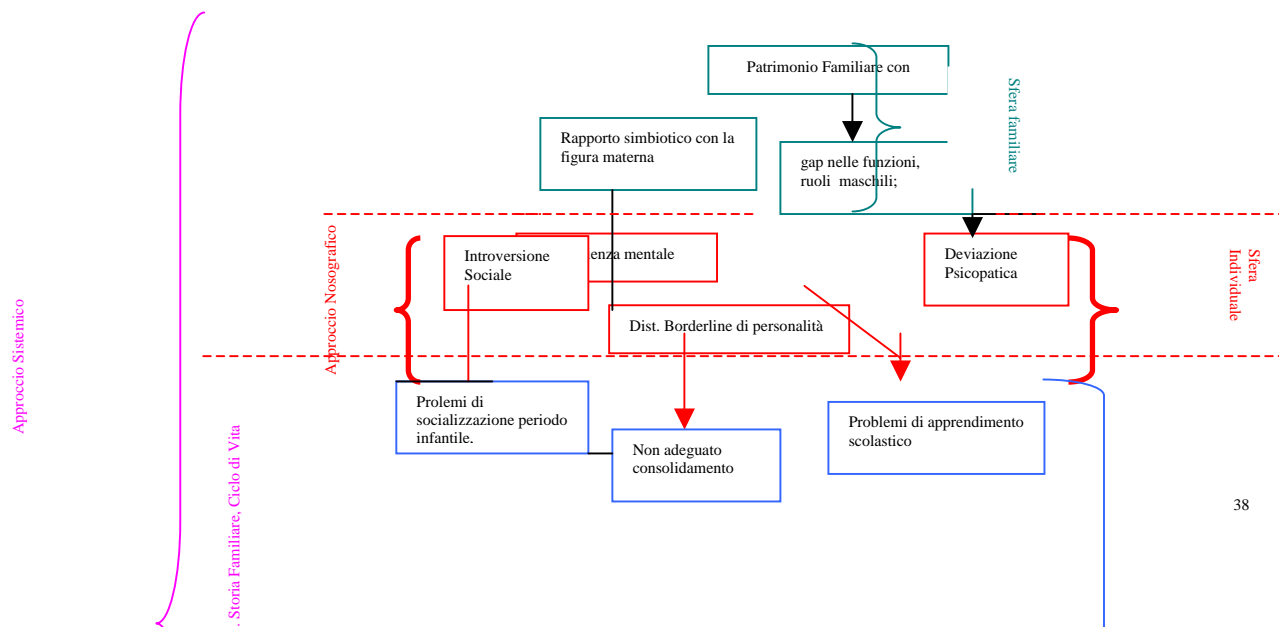 Patrimonio Familiare con
Sfera familiare
Rapporto simbiotico con la
figura materna
gap nelle funzioni,
ruoli maschili;
Approccio Sistemico
Approccio Nosografico
Introversione
Sociale
enza mentale
Deviazione
Psicopatica
Sfera
Individuale
Dist. Borderline di personalità
Prolemi di
socializzazione periodo
infantile.
Non adeguato
consolidamento
Problemi di apprendimento
scolastico
. Storia Familiare, Ciclo di Vita
38